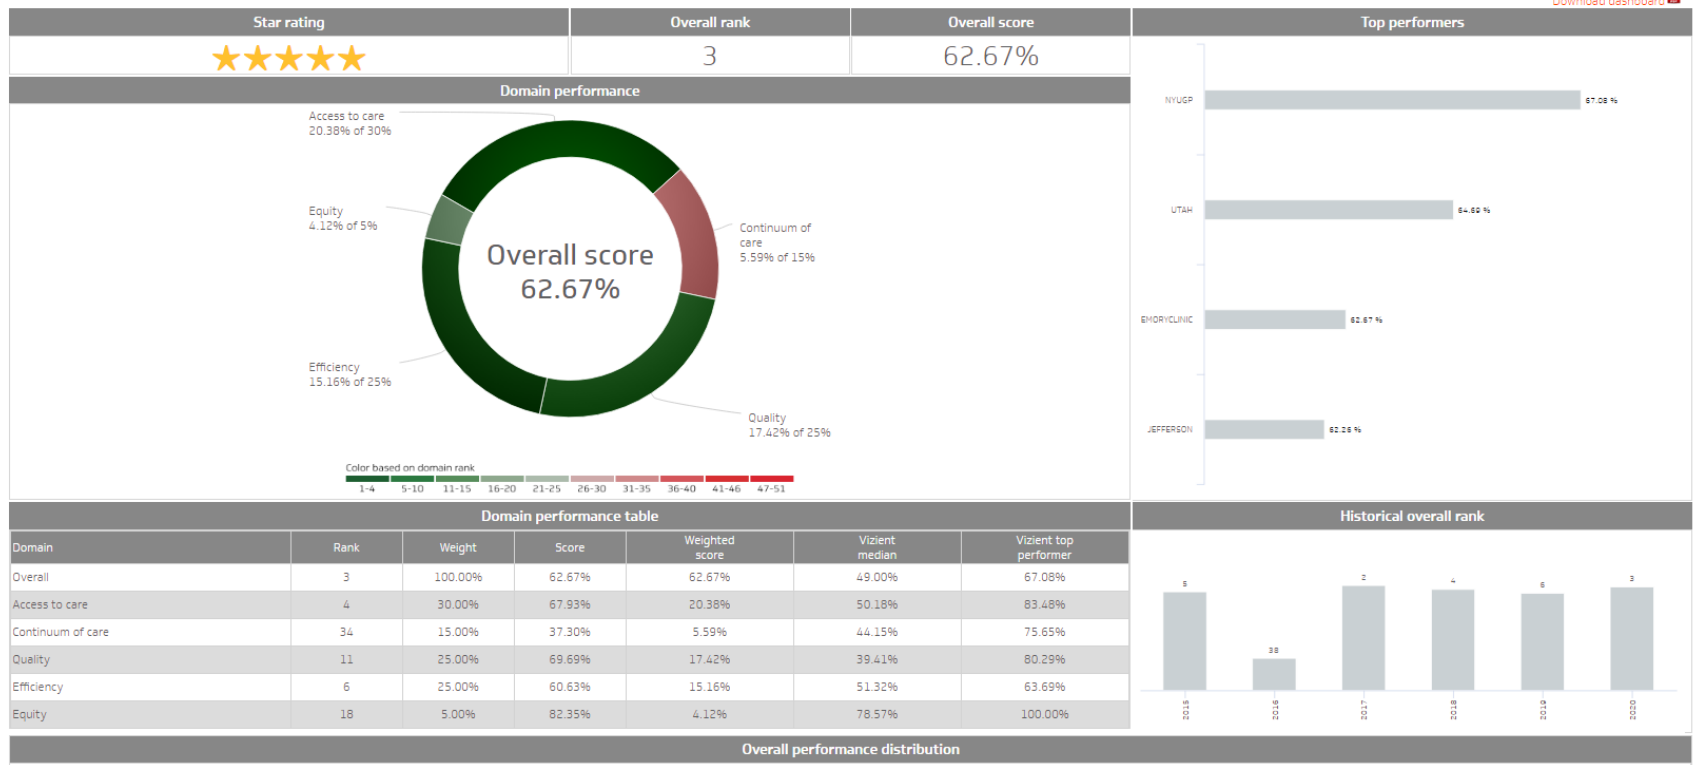 Download dashboard
Star rating
Overall rank
Overall score
Top performers
3
62.67%
Domain performance
Access to care
20.38% of 30%
Equity
4.12% of 5%
Continuum of
care
5.59% of 15%
Overall score
62.67%
Efficiency
15.16% of 25%
Quality
17.42% of 25%
Color based on domain rank
1-4 5-10 11-15 16-20 21-25 26-30 31-35 36-40 41-46 47-51
NYUGP 67.08 %
UTAH 64.69 %
EMORYCLINIC 62.67 %
JEFFERSON 62.26 %
Domain performance table
Domain Rank Weight Score Weighted score Vizient median Vizient top performer
Overall 3 100.00% 62.67% 62.67% 49.00% 67.08%
Access to care 4 30.00% 67.93% 20.38% 50.18% 83.48%
Continuum of care 34 15.00% 37.30% 5.59% 44.15% 75.65%
Quality 11 25.00% 69.69% 17.42% 39.41% 80.29%
Efficiency 6 25.00% 60.63% 15.16% 51.32% 63.69%
Equity 18 5.00% 82.35% 4.12% 78.57% 100.00%
Historical overall rank
5 38 2 4 6 3
2015 2016 2017 2018 2019 2020
Overall performance distribution